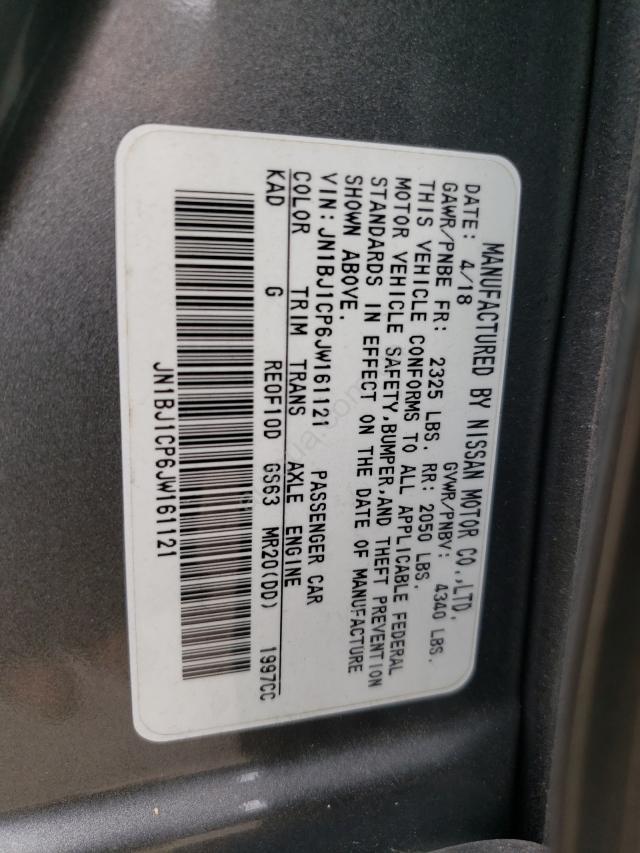 MANUFACTURED BY NISSAN MOTOR CO.,LTD.
DATE: 4/18 GVWR/PNBV: 4340 LBS.
GAWR/PNBE FR: 2325 LBS. RR: 2050 LBS.
THIS VEHICLE CONFORMS TO ALL APPLICABLE FEDERAL
MOTOR VEHICLE SAFETY,BUMPER,AND THEFT PREVENTION
STANDARDS IN EFFECT ON THE DATE OF MANUFACTURE
SHOWN ABOVE.
VIN: JN1BJ1CP6JW161121 PASSENGER CAR
COLOR TRIM TRANS AXLE ENGINE
KAD G RE0F10D GS63 MR20(DD) 1997CC
JN1BJ1CP6JW161121